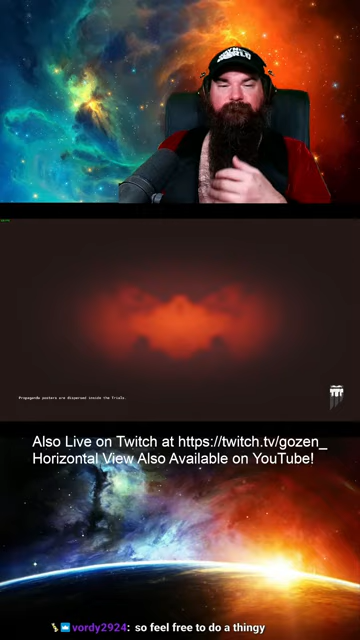 WORLD
Propaganda posters are dispersed inside the Trials.
Also Live on Twitch at https://twitch.tv/gozen_
Horizontal View Also Available on YouTube!
vordy2924: so feel free to do a thingy